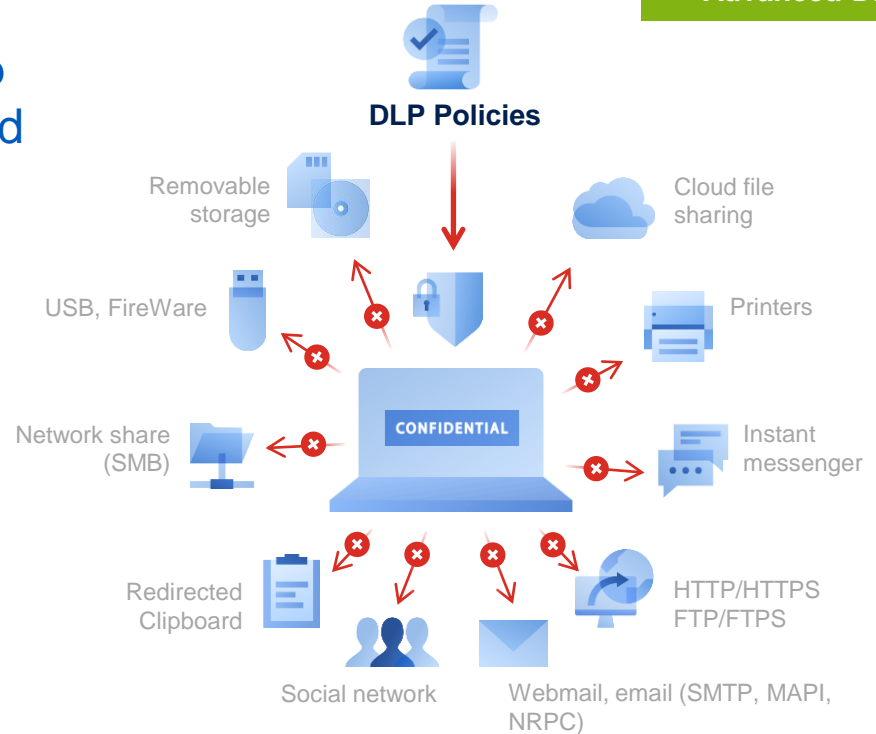 DLP Policies
Removable
storage
Cloud file
sharing
USB, FireWare
Printers
CONFIDENTIAL
Network share
(SMB)
Instant
messenger
Redirected
Clipboard
HTTP/HTTPS
FTP/FTPS
Social network
Webmail, email (SMTP, MAPI,
NRPC)